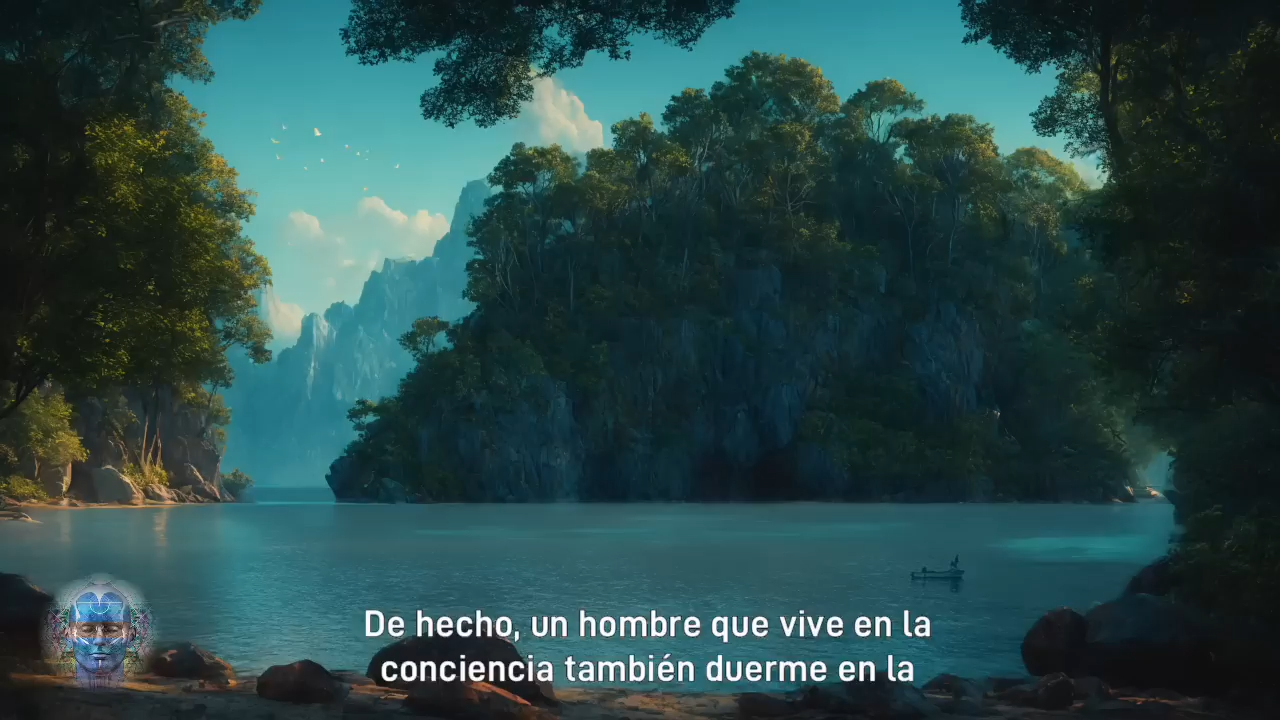 De hecho, un hombre que vive en la
conciencia también duerme en la